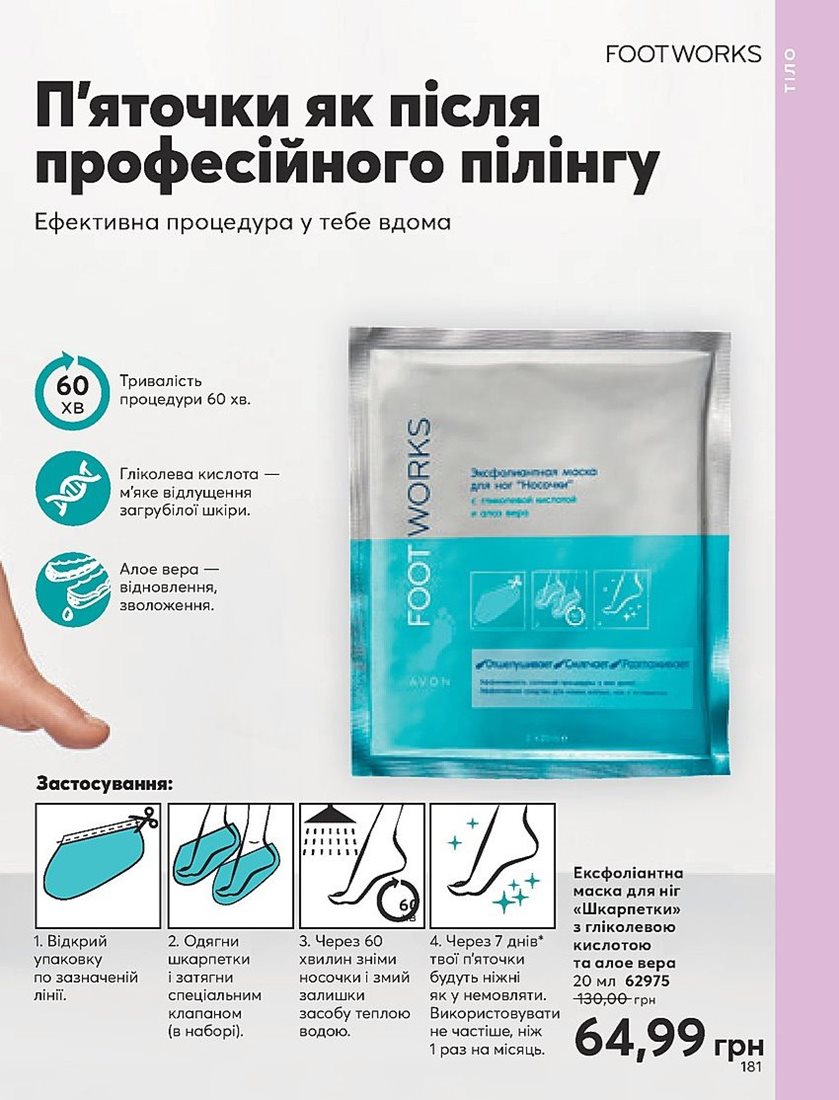 FOOTWORKS
ТІЛО
П'яточки як після
професійного пілінгу
Ефективна процедура у тебе вдома
60
ХВ
Тривалість
процедури 60 хв.
Гліколева кислота —
м'яке відлущення
загрубілої шкіри.
Алое вера —
відновлення,
зволоження.
FOOTWORKS
Эксфолиантная маска
для ног "Носочки"
с гликолевой кислотой
и алоэ вера
Отшелушивает Смягчает Разглаживает
AVON
Застосування:
60
ХВ
1. Відкрий
упаковку
по зазначеній
лінії.
2. Одягни
шкарпетки
і затягни
спеціальним
клапаном
(в наборі).
3. Через 60
хвилин зніми
носочки і змий
залишки
засобу теплою
водою.
4. Через 7 днів*
твої п'яточки
будуть ніжні
як у немовляти.
Використовувати
не частіше, ніж
1 раз на місяць.
Ексфоліантна
маска для ніг
«Шкарпетки»
з гліколевою
кислотою
та алое вера
20 мл 62975
130,00 грн
64,99 грн
181